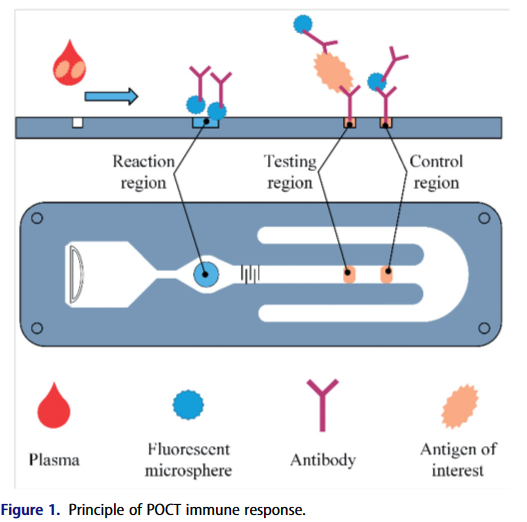 Reaction
region
Testing
region
Control
region
Plasma
Fluorescent
microsphere
Antibody
Antigen of
interest
Figure 1. Principle of POCT immune response.